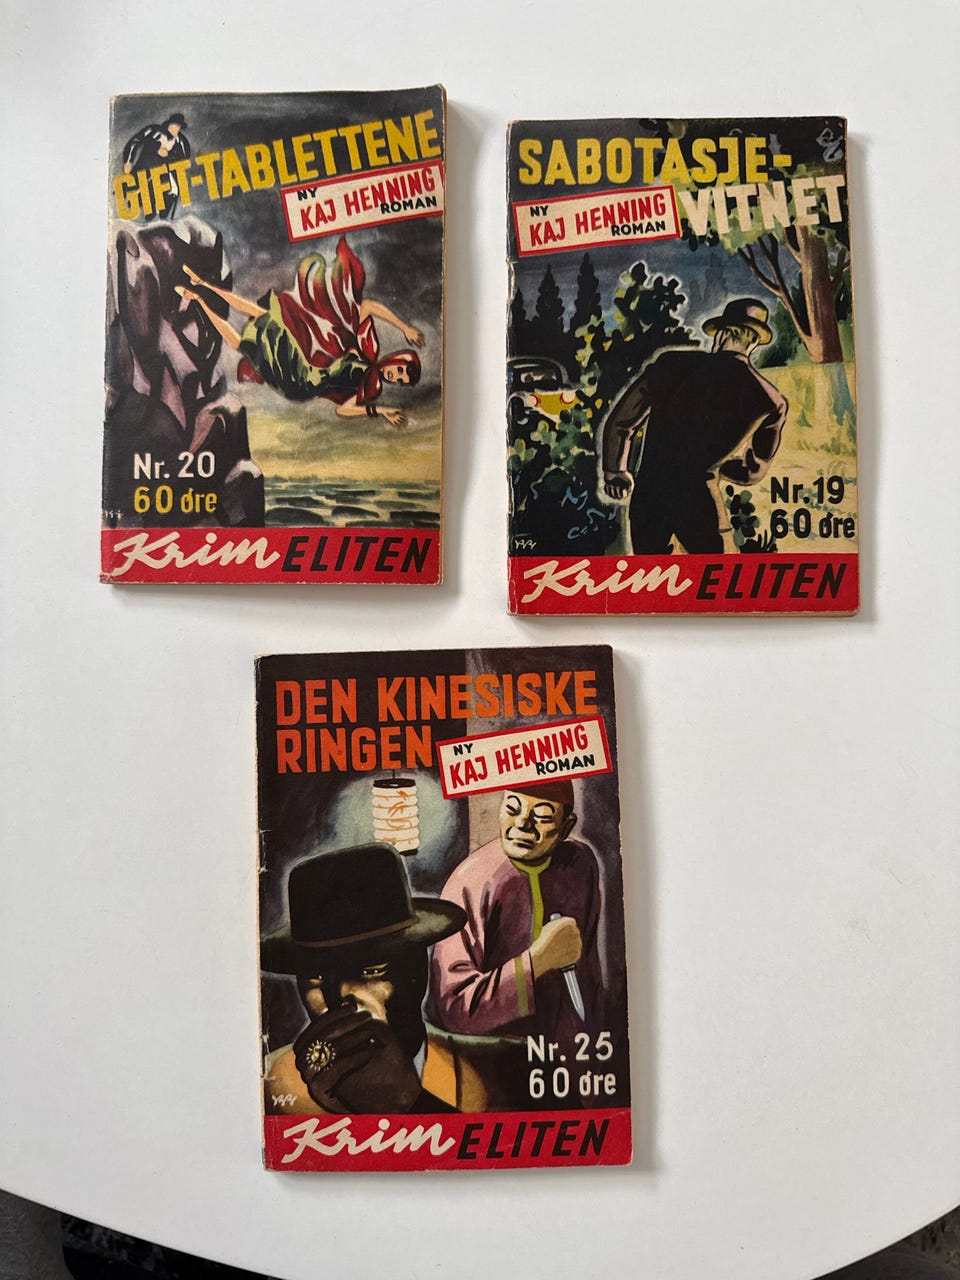 GIFT-TABLETTENE
NY
KAJ HENNING
ROMAN
Nr. 20
60 øre
Krim ELITEN
SABOTASJE-
VITNET
NY
KAJ HENNING
ROMAN
Nr. 19
60 øre
Krim ELITEN
DEN KINESISKE
RINGEN
NY
KAJ HENNING
ROMAN
Nr. 25
60 øre
Krim ELITEN